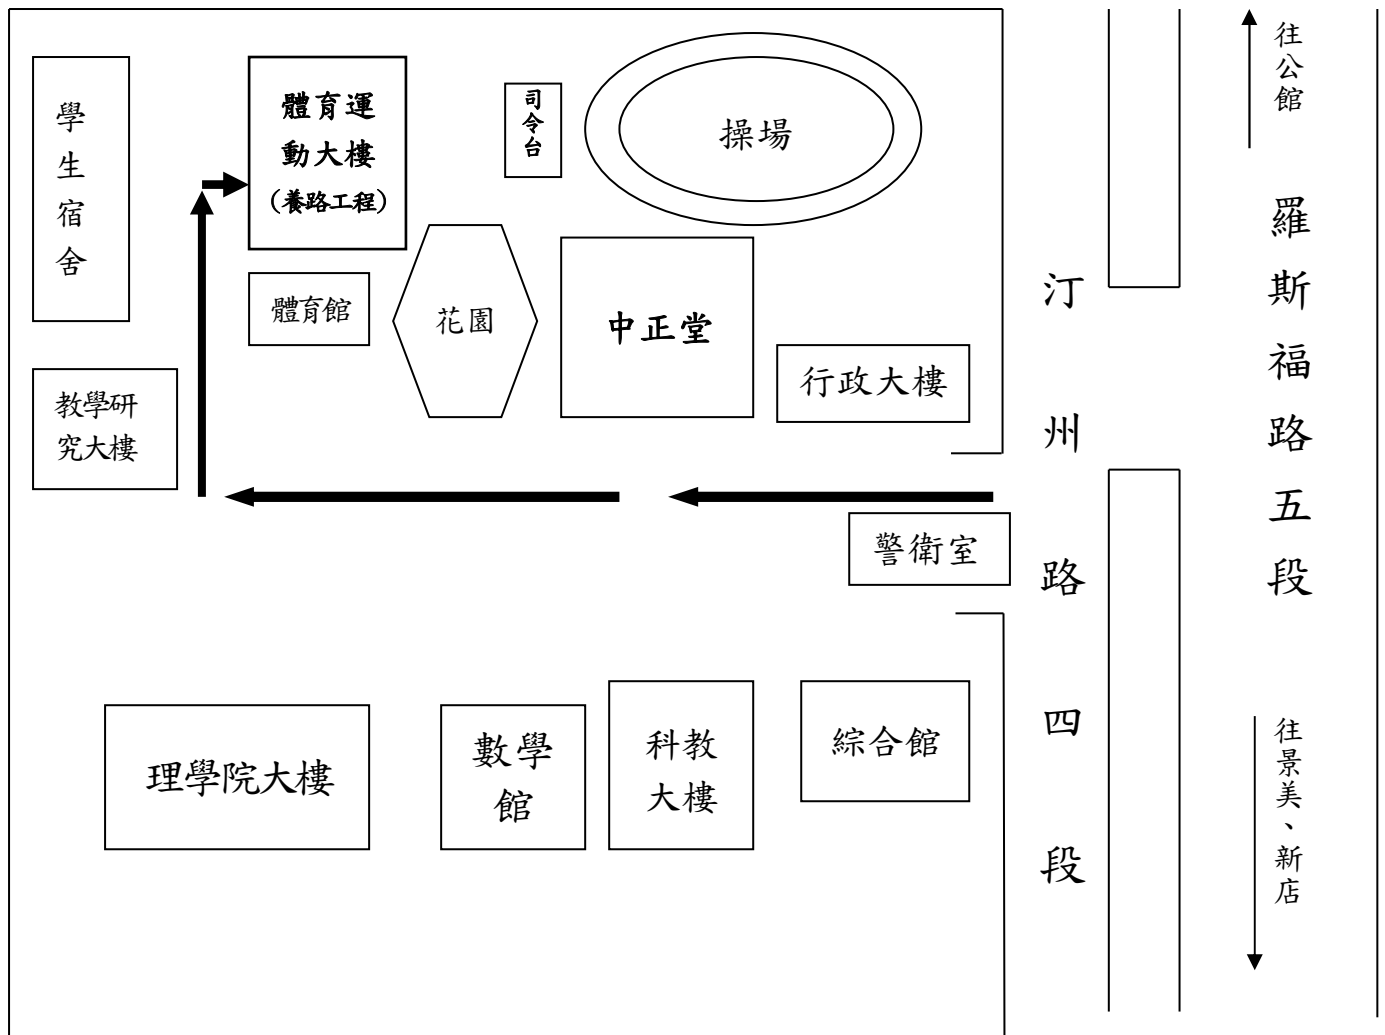 學生宿舍
體育運
動大樓
(養路工程)
司令台
操場
往公館
體育館
花園
中正堂
行政大樓
教學研
究大樓
警衛室
汀州路四段
羅斯福路五段
理學院大樓
數學
館
科教
大樓
綜合館
往景美、新店